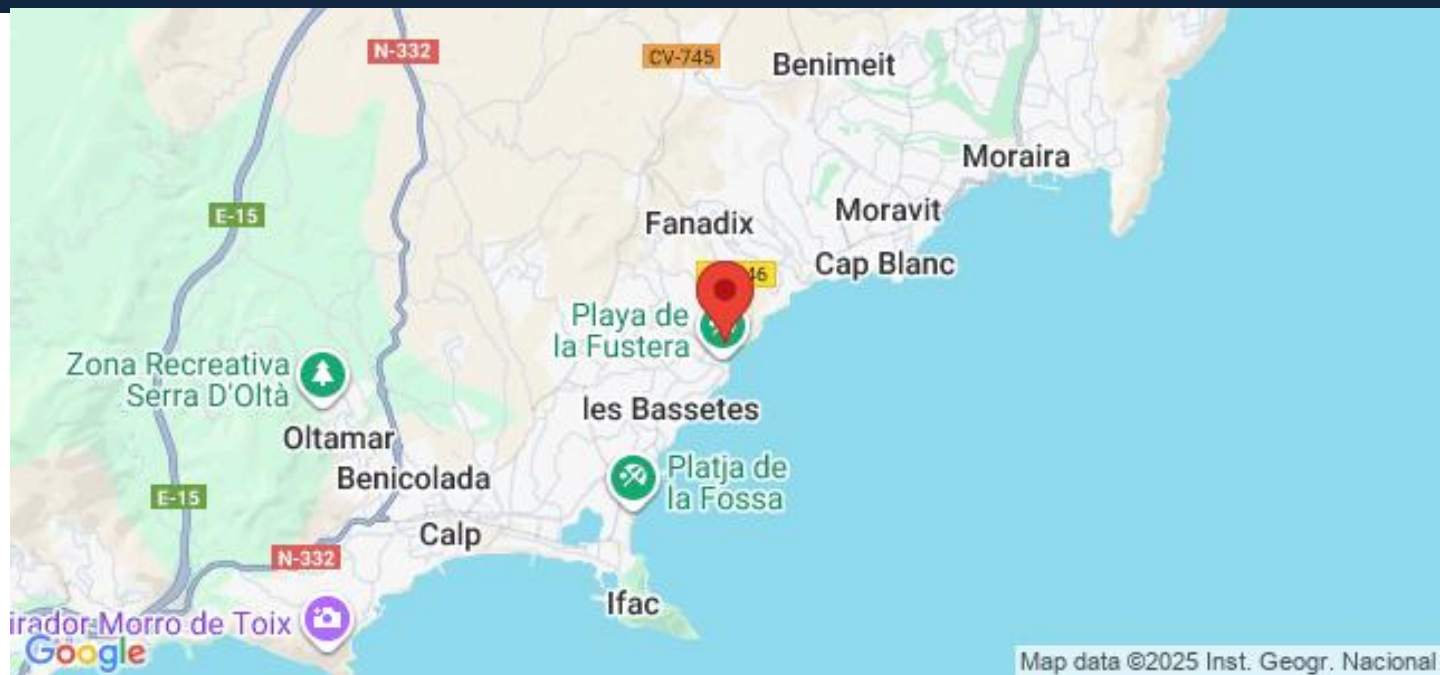 N-332
CV-745
Benimeit
Moraira
E-15
Fanadix
Moravit
46
Cap Blanc
Playa de
la Fustera
Zona Recreativa
Serra D'Oltà
les Bassetes
Oltamar
Benicolada
Platja de
la Fossa
E-15
Calp
N-332
Ifac
irador Morro de Toix
Google
Map data ©2025 Inst. Geogr. Nacional